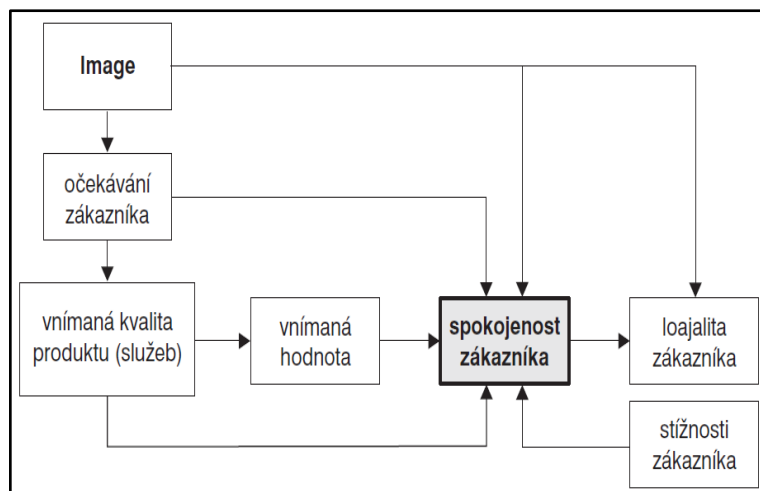 Image
očekávání
zákazníka
vnímaná kvalita
produktu (služeb)
vnímaná
hodnota
spokojenost
zákazníka
loajalita
zákazníka
stížnosti
zákazníka